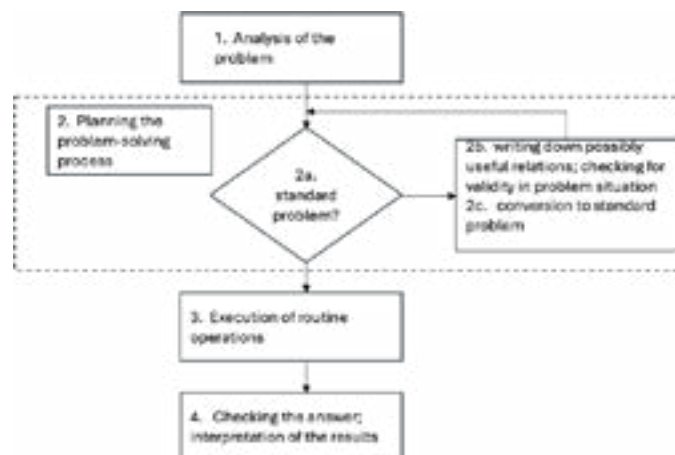 1. Analysis of the
problem
2. Planning the
problem-solving
process
2a.
standard
problem?
2b. writing down possibly
useful relations; checking for
validity in problem situation
2c. conversion to standard
problem
3. Execution of routine
operations
4. Checking the answer;
interpretation of the results